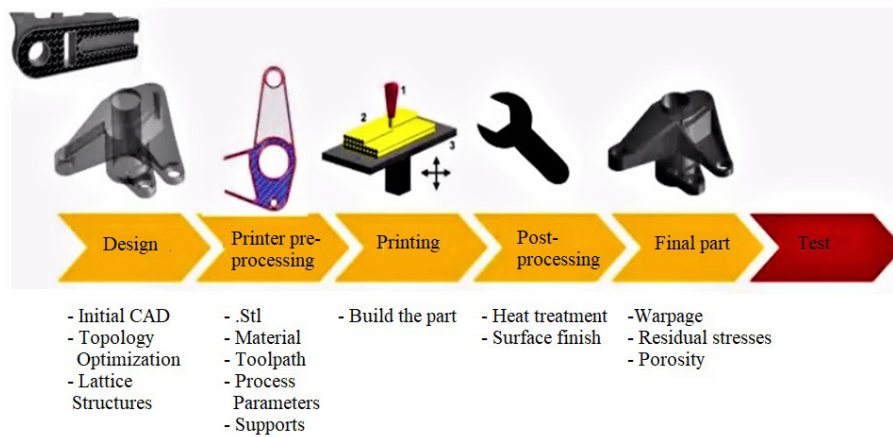 1
2
3
Design .
Printer pre-
processing
Printing
Post-
processing
Final part
Test
- Initial CAD
- Topology
Optimization
- Lattice
Structures
- .Stl
- Material
- Toolpath
- Process
Parameters
- Supports
- Build the part
- Heat treatment
- Surface finish
-Warpage
- Residual stresses
- Porosity